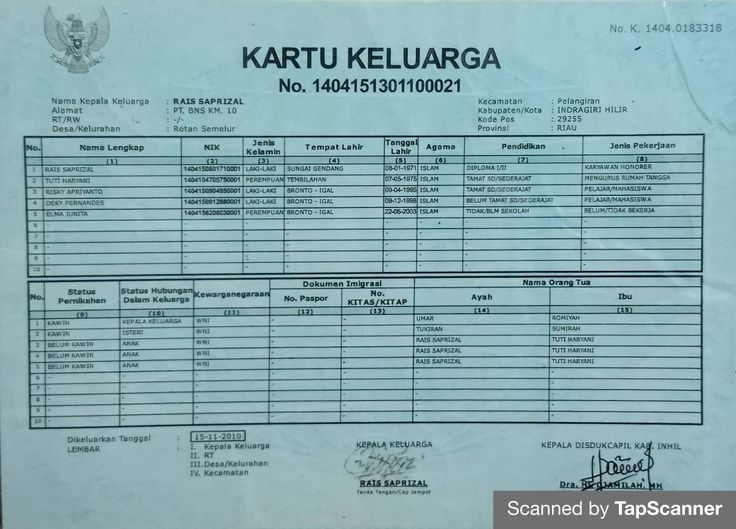 No. K. 1404.0183318
KARTU KELUARGA
No. 1404151301100021
Nama Kepala Keluarga : RAIS SAPRIZAL
Alamat : PT. BNS KM. 10
RT/RW : -/-
Desa/Kelurahan : Rotan Semelur
Kecamatan : Pelangiran
Kabupaten/Kota : INDRAGIRI HILIR
Kode Pos : 29255
Provinsi : RIAU
No. Nama Lengkap NIK Jenis Kelamin Tempat Lahir Tanggal Lahir Agama Pendidikan Jenis Pekerjaan
(1) (2) (3) (4) (5) (6) (7) (8)
1 RAIS SAPRIZAL LAKI-LAKI SUNGAI GENDANG 08-01-1971 ISLAM DIPLOMA I/II KARYAWAN HONORER
2 TUTI HARYANI PEREMPUAN TEMBILAHAN 07-05-1975 ISLAM TAMAT SD/SEDERAJAT MENGURUS RUMAH TANGGA
3 RISKY APRIYANTO LAKI-LAKI BRONTO - IGAL 09-04-1995 ISLAM TAMAT SD/SEDERAJAT PELAJAR/MAHASISWA
4 DEKY PERNANDES LAKI-LAKI BRONTO - IGAL 09-12-1998 ISLAM BELUM TAMAT SD/SEDERAJAT PELAJAR/MAHASISWA
5 ELMA JUNITA PEREMPUAN BRONTO - IGAL 22-06-2003 ISLAM TIDAK/BLM SEKOLAH BELUM/TIDAK BEKERJA
6 - - - - - - - -
7 - - - - - - - -
8 - - - - - - - -
9 - - - - - - - -
10 - - - - - - - -
No. Status Pernikahan Status Hubungan Dalam Keluarga Kewarganegaraan Dokumen Imigrasi No. Paspor No. KITAS/KITAP Nama Orang Tua Ayah Ibu
(9) (10) (11) (12) (13) (14) (15)
1 KAWIN KEPALA KELUARGA WNI - - UMAR ROMIYAH
2 KAWIN ISTERI WNI - - TUKIRAN SUMIRAH
3 BELUM KAWIN ANAK WNI - - RAIS SAPRIZAL TUTI HARYANI
4 BELUM KAWIN ANAK WNI - - RAIS SAPRIZAL TUTI HARYANI
5 BELUM KAWIN ANAK WNI - - RAIS SAPRIZAL TUTI HARYANI
6 - - - - - - -
7 - - - - - - -
8 - - - - - - -
9 - - - - - - -
10 - - - - - - -
Dikeluarkan Tanggal : 15-11-2010
LEMBAR : I. Kepala Keluarga
II. RT
III. Desa/Kelurahan
IV. Kecamatan
KEPALA KELUARGA
RAIS SAPRIZAL
Tanda Tangan/Cap Jempol
KEPALA DISDUKCAPIL KAB. INHIL
Dra. DJAMILAH, MH
Scanned by TapScanner